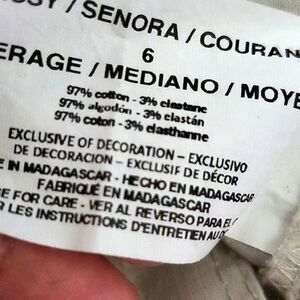 SSY / SENORA / COURAN
6
ERAGE / MEDIANO / MOYE
97% cotton - 3% elastane
97% algodón - 3% elastán
97% coton - 3% elasthanne
EXCLUSIVE OF DECORATION – EXCLUSIVO
DE DECORACION – EXCLUSIF DE DÉCOR
E IN MADAGASCAR - HECHO EN MADAGASCAR
FABRIQUÉ EN MADAGASCAR
SE FOR CARE - VER AL REVERSO PARA EL
R LES INSTRUCTIONS D'ENTRETIEN AU